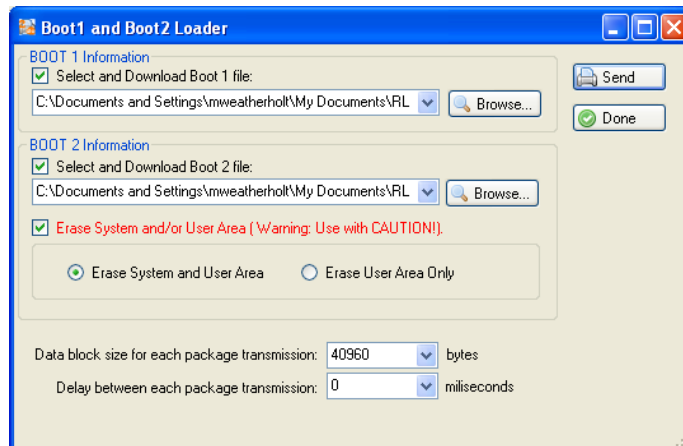 Boot1 and Boot2 Loader
BOOT 1 Information
Select and Download Boot 1 file:
C:\Documents and Settings\mweatherholt\My Documents\RL
Browse...
Send
Done
BOOT 2 Information
Select and Download Boot 2 file:
C:\Documents and Settings\mweatherholt\My Documents\RL
Browse...
Erase System and/or User Area ( Warning: Use with CAUTION!).
Erase System and User Area
Erase User Area Only
Data block size for each package transmission: 40960 bytes
Delay between each package transmission: 0 miliseconds